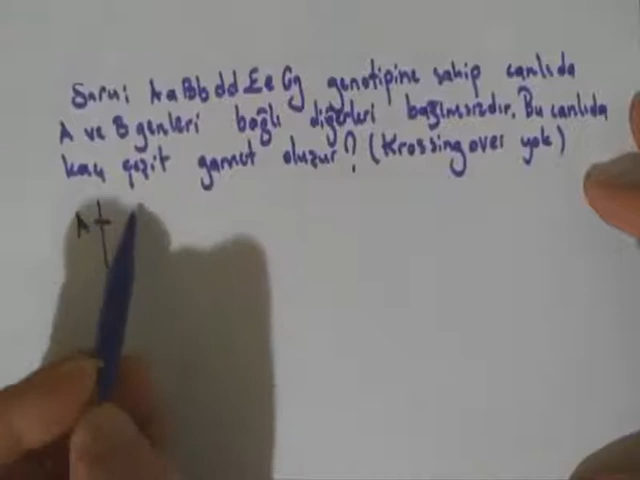 Soru: AaBbddEeGg genotipine sahip canlıda
A ve B genleri bağlı diğerleri bağımsızdır. Bu canlıda
kaç çeşit gamet oluşur? (Krossing over yok)
A